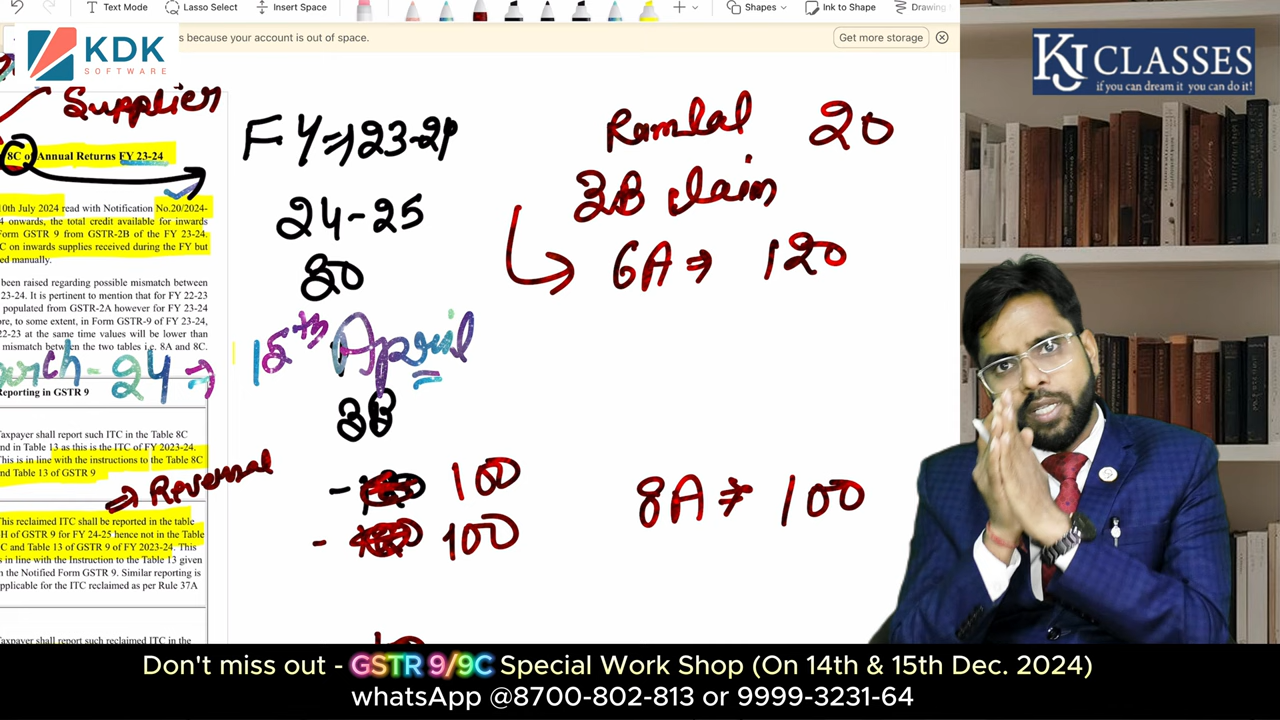 Text Mode Lasso Select Insert Space Shapes Ink to Shape Drawing
s because your account is out of space. Get more storage
KDK
SOFTWARE
KJ CLASSES
if you can dream it you can do it!
Supplier
8C of Annual Returns FY 23-24
10th July 2024 read with Notification No.20/2024-
4 onwards, the total credit available for inwards
Form GSTR 9 from GSTR-2B of the FY 23-24.
C on inwards supplies received during the FY but
ed manually.
been raised regarding possible mismatch between
23-24. It is pertinent to mention that for FY 22-23
populated from GSTR-2A however for FY 23-24
ore, to some extent, in Form GSTR-9 of FY 23-24,
22-23 at the same time values will be lower than
mismatch between the two tables i.e. 8A and 8C.
arch-24 ⇒
Reporting in GSTR 9
Taxpayer shall report such ITC in the Table 8C
and in Table 13 as this is the ITC of FY 2023-24.
This is in line with the instructions to the Table 8C
and Table 13 of GSTR 9
⇒ Reversal
This reclaimed ITC shall be reported in the table
H of GSTR 9 for FY 24-25 hence not in the Table
C and Table 13 of GSTR 9 of FY 2023-24. This
is in line with the Instruction to the Table 13 given
n the Notified Form GSTR 9. Similar reporting is
applicable for the ITC reclaimed as per Rule 37A
Taxpayer shall report such reclaimed ITC in the
FY ⇒ 23-24
24-25
80
15th April
3B
- 100
- 100
Ramlal 20
3B claim
6A ⇒ 120
8A ⇒ 100
Don't miss out - GSTR 9/9C Special Work Shop (On 14th & 15th Dec. 2024)
whatsApp @8700-802-813 or 9999-3231-64